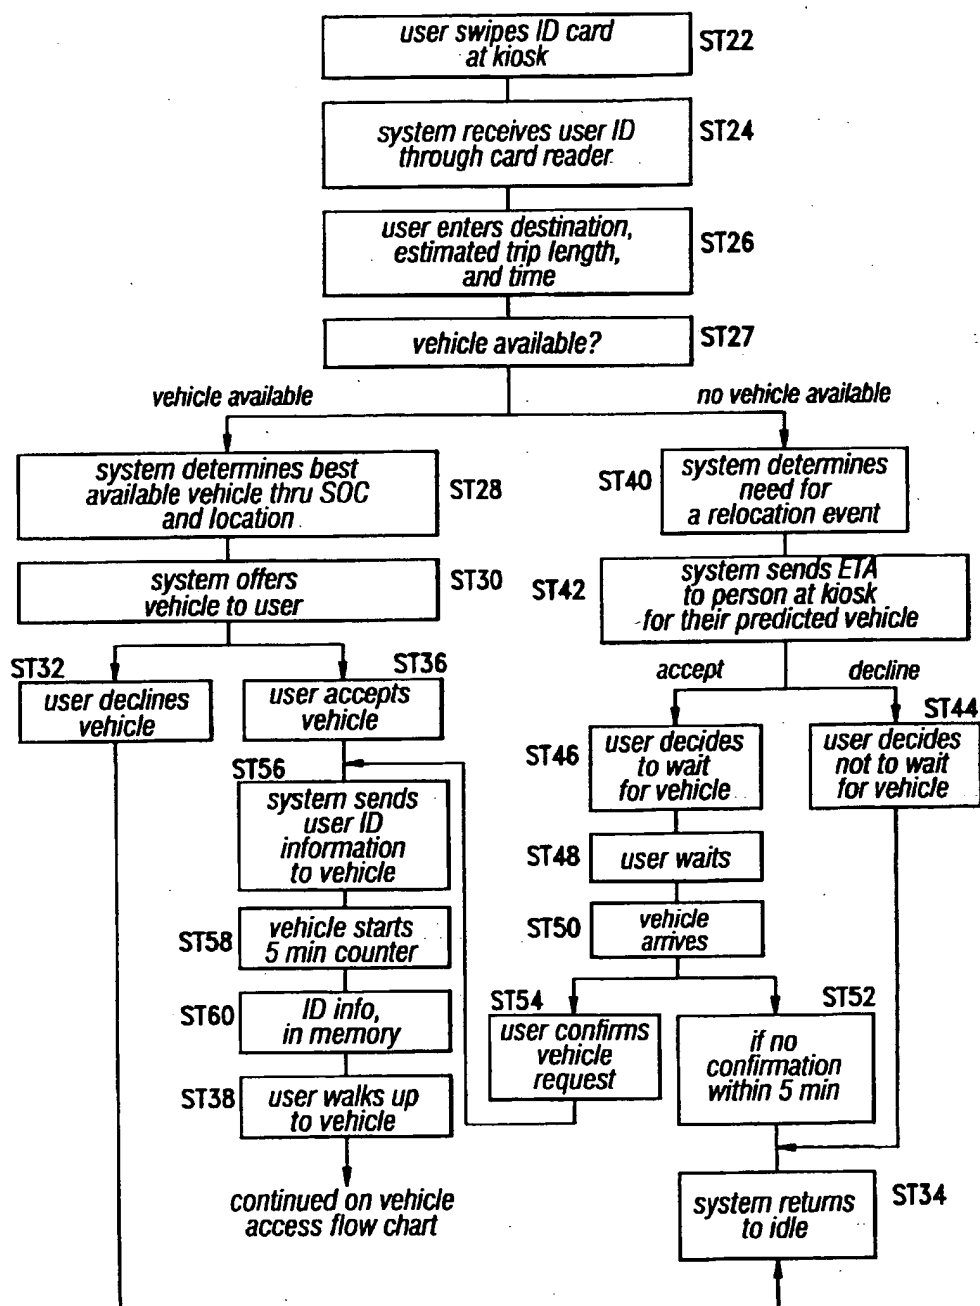 user swipes ID card
at kiosk
ST22
system receives user ID
through card reader
ST24
user enters destination,
estimated trip length,
and time
ST26
vehicle available?
ST27
vehicle available
no vehicle available
system determines best
available vehicle thru SOC
and location
ST28
ST40
system determines
need for
a relocation event
system offers
vehicle to user
ST30
ST42
system sends ETA
to person at kiosk
for their predicted vehicle
ST32
user declines
vehicle
ST36
user accepts
vehicle
accept
decline
ST46
user decides
to wait
for vehicle
ST44
user decides
not to wait
for vehicle
ST56
system sends
user ID
information
to vehicle
ST48
user waits
ST58
vehicle starts
5 min counter
ST50
vehicle
arrives
ST60
ID info,
in memory
ST54
user confirms
vehicle
request
ST52
if no
confirmation
within 5 min
ST38
user walks up
to vehicle
continued on vehicle
access flow chart
system returns
to idle
ST34